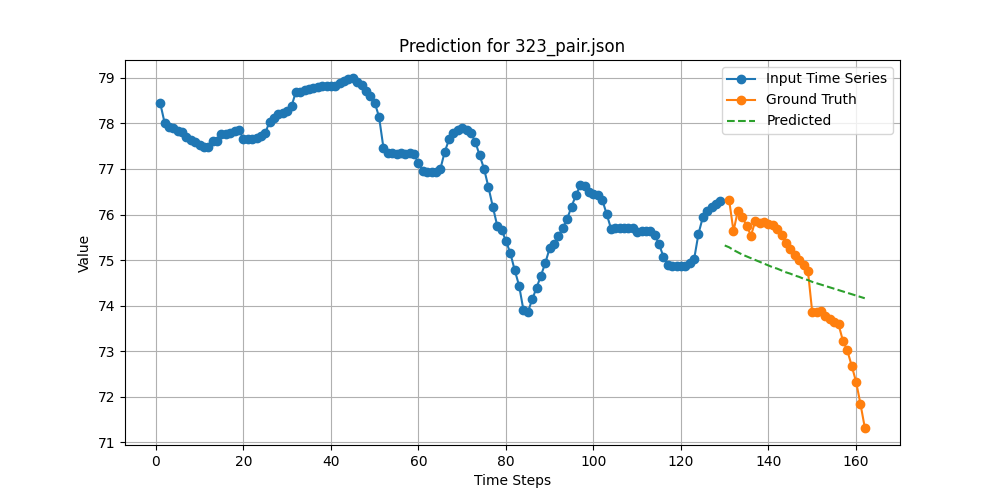 Prediction for 323_pair.json
Input Time Series
Ground Truth
Predicted
Value
79
78
77
76
75
74
73
72
71
0 20 40 60 80 100 120 140 160
Time Steps